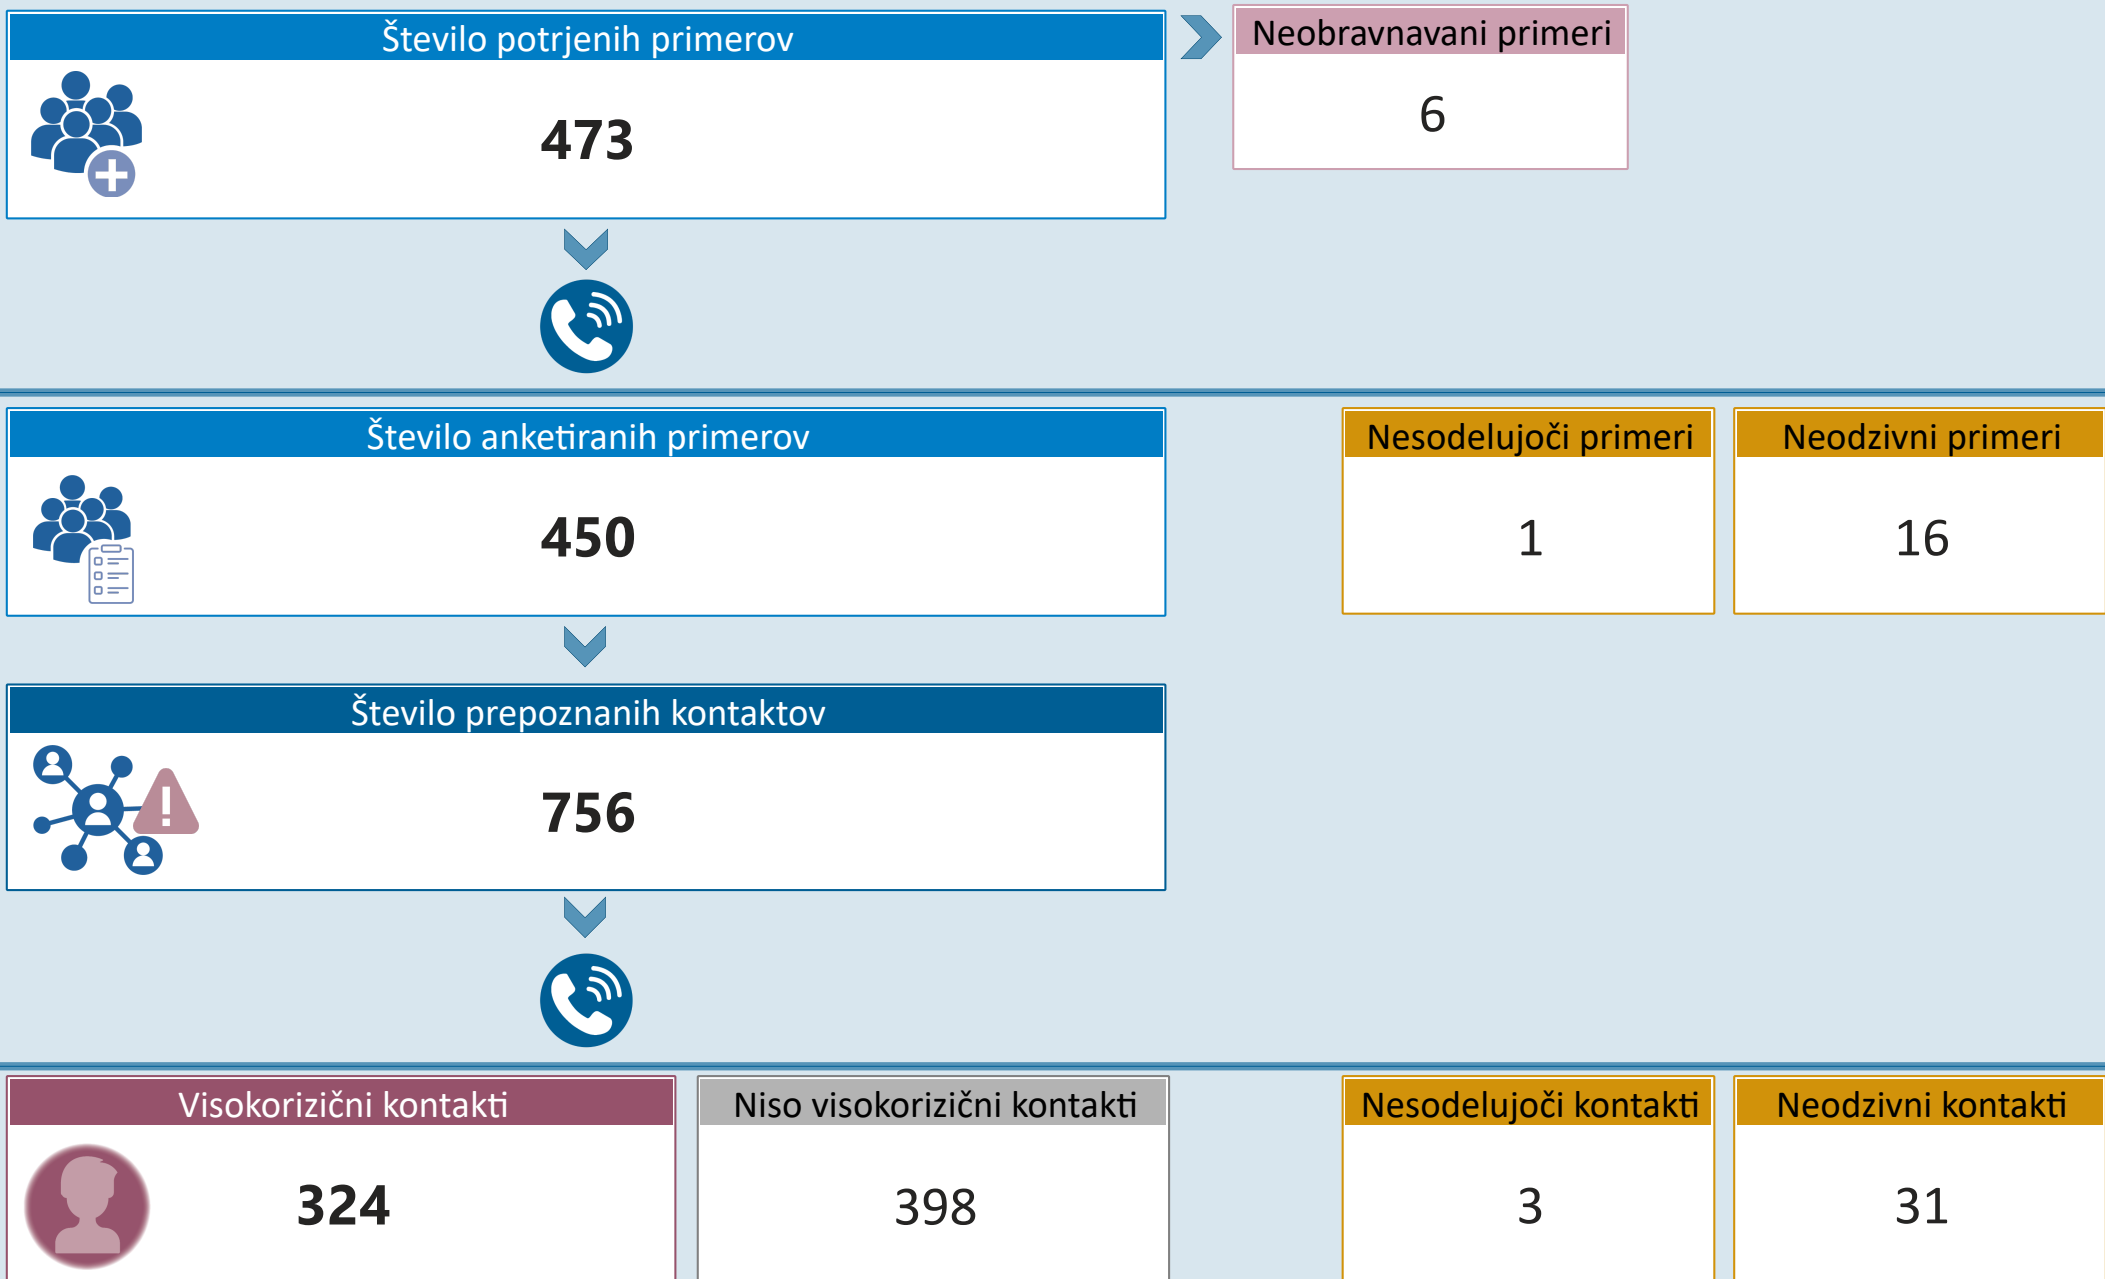 Število potrjenih primerov
473
Neobravnavani primeri
6
Število anketiranih primerov
450
Nesodelujoči primeri
1
Neodzivni primeri
16
Število prepoznanih kontaktov
756
Visokorizični kontakti
324
Niso visokorizični kontakti
398
Nesodelujoči kontakti
3
Neodzivni kontakti
31